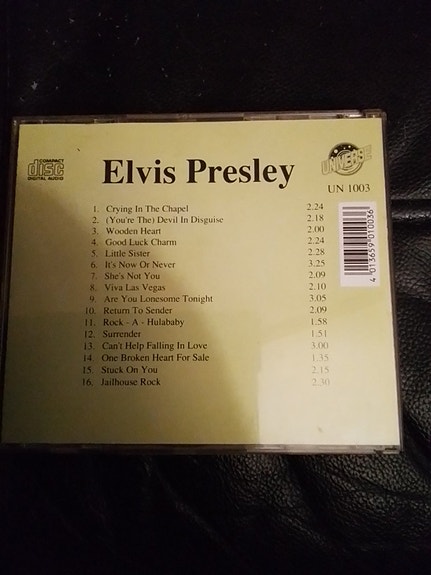 COMPACT
disc
DIGITAL AUDIO
Elvis Presley
UNIVERSE
UN 1003
1. Crying In The Chapel 2.24
2. (You're The) Devil In Disguise 2.18
3. Wooden Heart 2.00
4. Good Luck Charm 2.24
5. Little Sister 2.28
6. It's Now Or Never 3.25
7. She's Not You 2.09
8. Viva Las Vegas 2.10
9. Are You Lonesome Tonight 3.05
10. Return To Sender 2.09
11. Rock - A - Hulababy 1.58
12. Surrender 1.51
13. Can't Help Falling In Love 3.00
14. One Broken Heart For Sale 1.35
15. Stuck On You 2.15
16. Jailhouse Rock 2.30
4 013659 010036